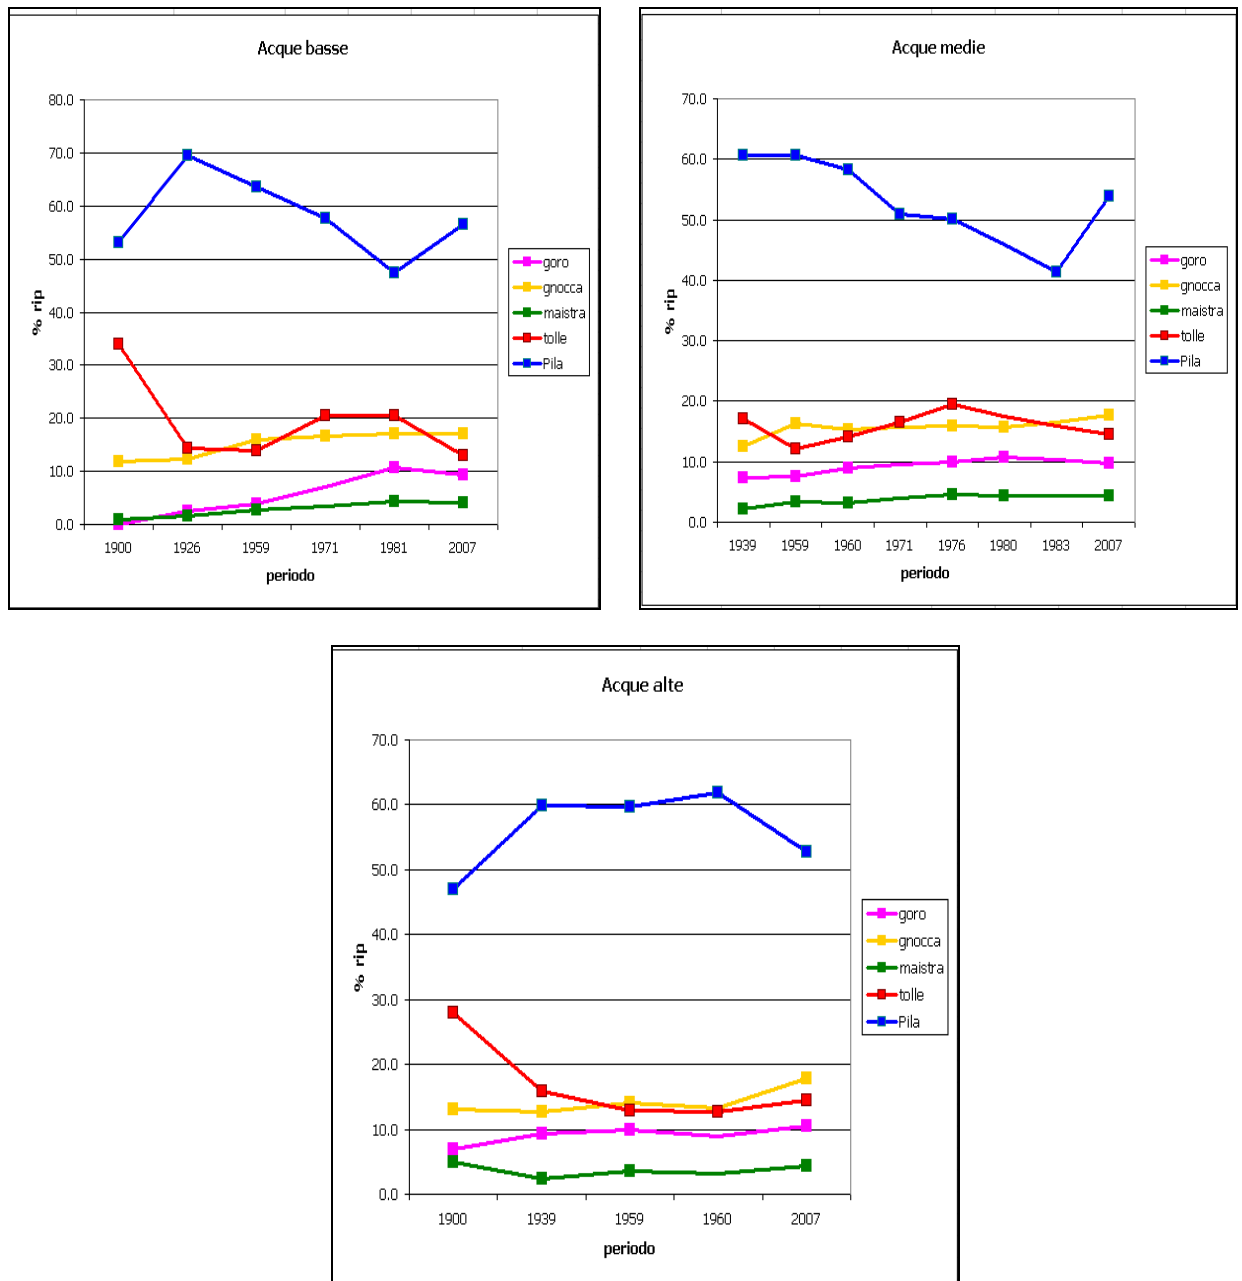 Acque basse
80.0
70.0
60.0
50.0
40.0
30.0
20.0
10.0
0.0
% rip
1900 1926 1959 1971 1981 2007
periodo
goro
gnocca
maistra
tolle
Pila
Acque medie
70.0
60.0
50.0
40.0
30.0
20.0
10.0
0.0
% rip
1939 1959 1960 1971 1976 1980 1983 2007
periodo
goro
gnocca
maistra
tolle
Pila
Acque alte
70.0
60.0
50.0
40.0
30.0
20.0
10.0
0.0
% rip
1900 1939 1959 1960 2007
periodo
goro
gnocca
maistra
tolle
Pila